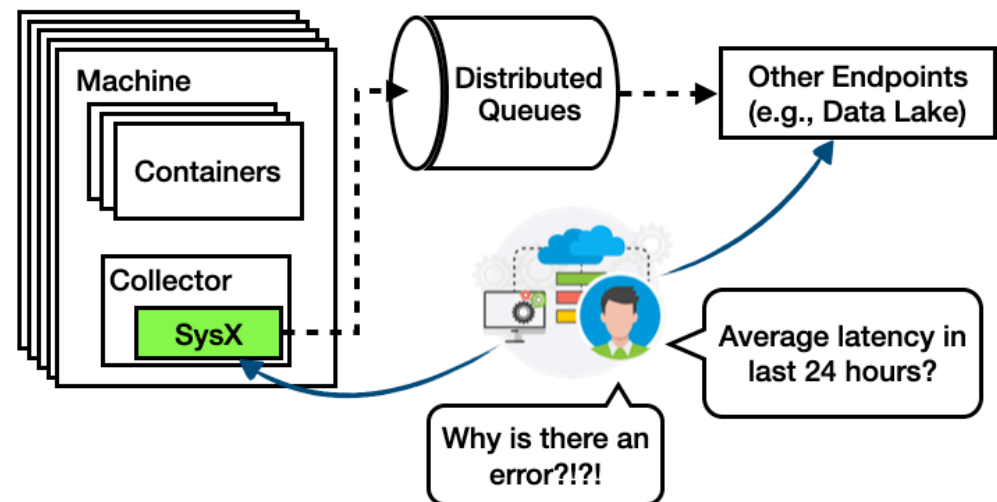 Machine
Containers
Collector
SysX
Distributed
Queues
Other Endpoints
(e.g., Data Lake)
Average latency in
last 24 hours?
Why is there an
error?!?!